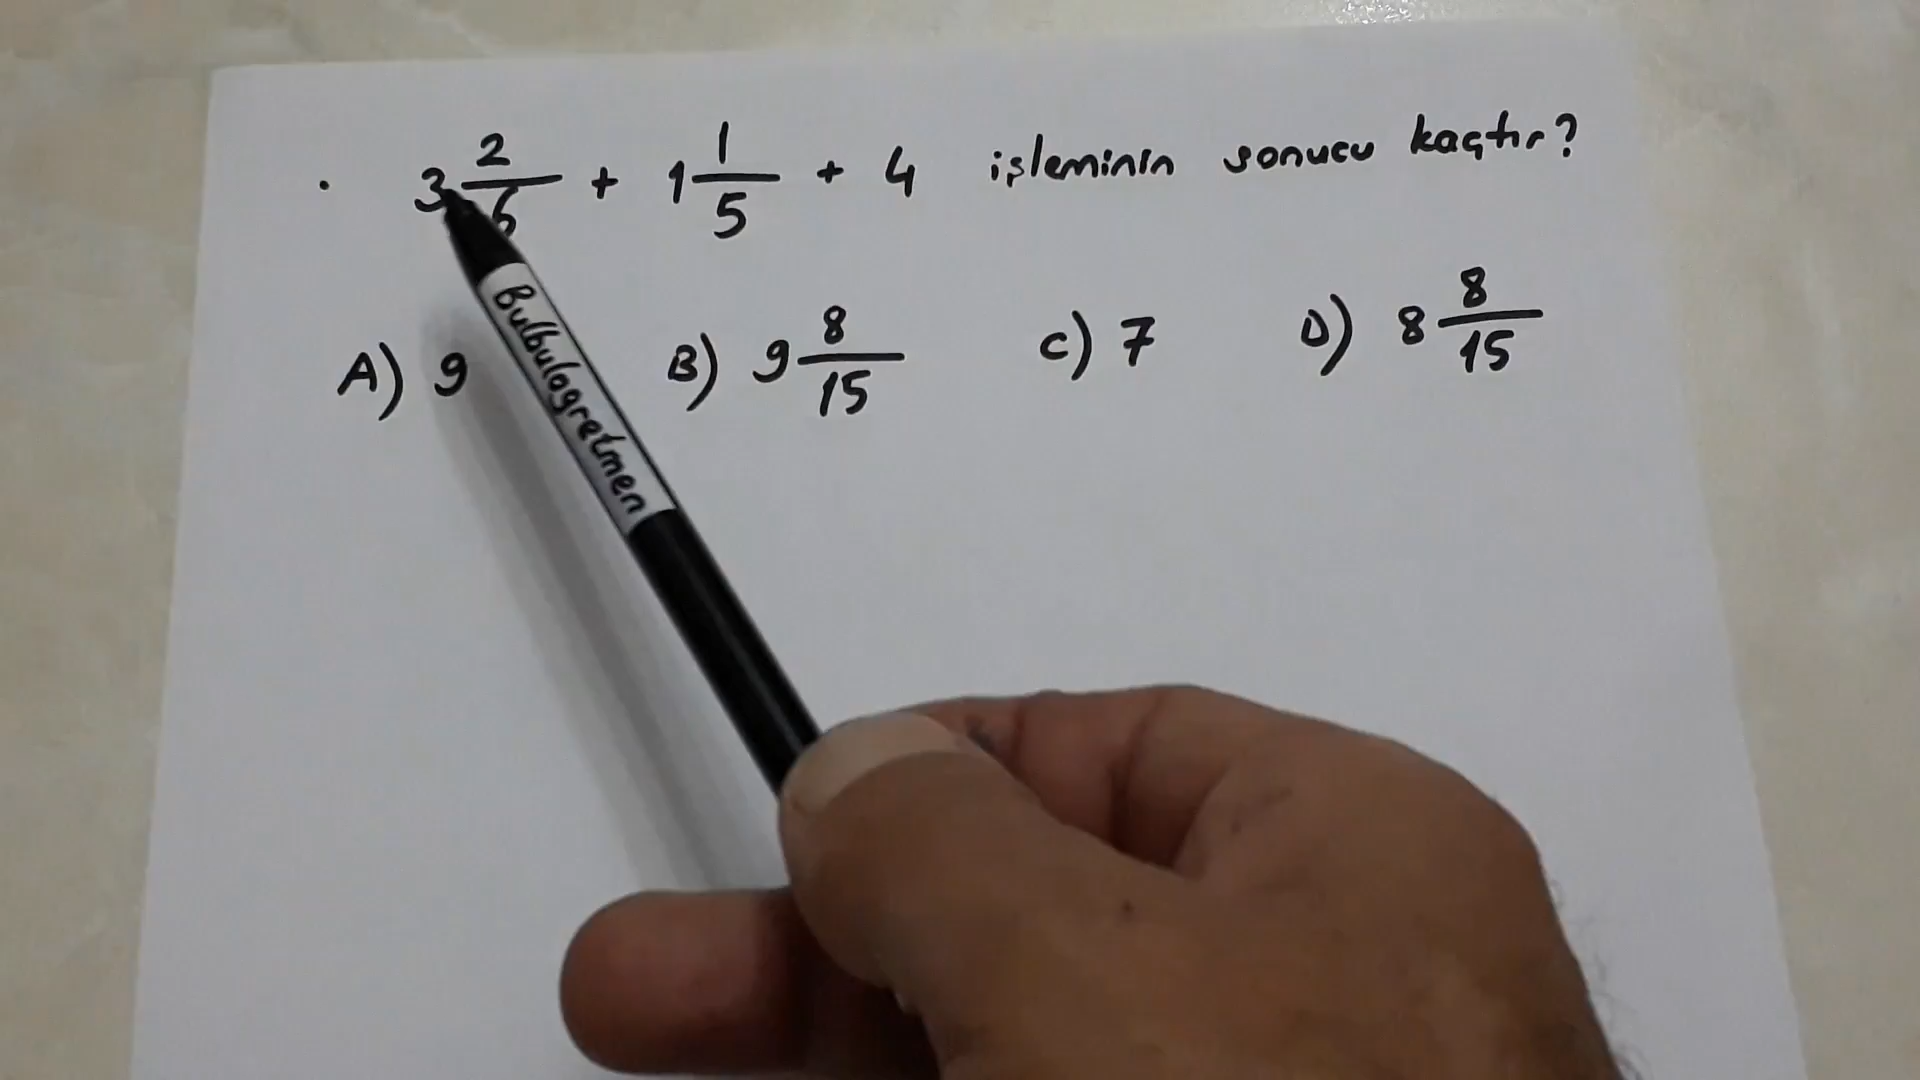 . 3 2/6 + 1 1/5 + 4 işleminin sonucu kaçtır?
A) 9 B) 9 8/15 C) 7 D) 8 8/15
Bulbulogretmen